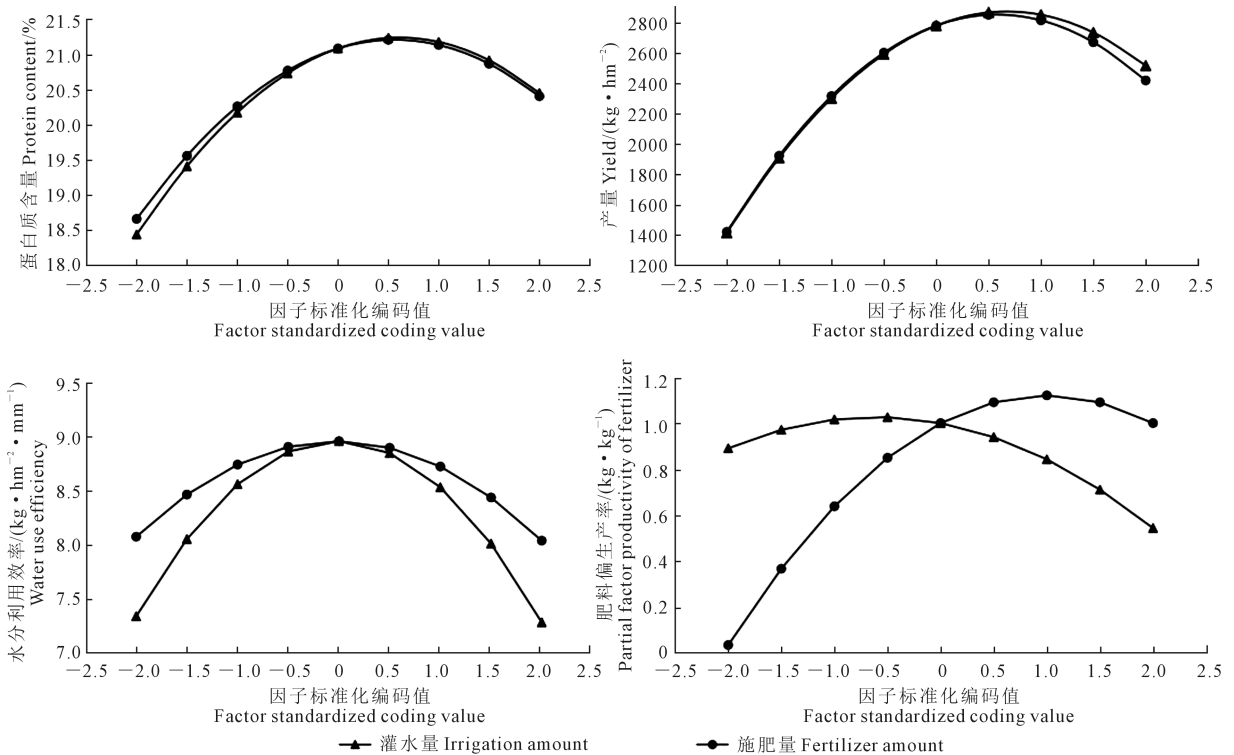 蛋白质含量 Protein content/%
21.5
21.0
20.5
20.0
19.5
19.0
18.5
18.0
−2.5 −2.0 −1.5 −1.0 −0.5 0 0.5 1.0 1.5 2.0 2.5
因子标准化编码值
Factor standardized coding value
产量 Yield/(kg·hm⁻²)
2800
2600
2400
2200
2000
1800
1600
1400
1200
−2.5 −2.0 −1.5 −1.0 −0.5 0 0.5 1.0 1.5 2.0 2.5
因子标准化编码值
Factor standardized coding value
水分利用效率/(kg·hm⁻²·mm⁻¹)
Water use efficiency
9.5
9.0
8.5
8.0
7.5
7.0
−2.5 −2.0 −1.5 −1.0 −0.5 0 0.5 1.0 1.5 2.0 2.5
因子标准化编码值
Factor standardized coding value
肥料偏生产率/(kg·kg⁻¹)
Partial factor productivity of fertilizer
1.2
1.0
0.8
0.6
0.4
0.2
0
−2.5 −2.0 −1.5 −1.0 −0.5 0 0.5 1.0 1.5 2.0 2.5
因子标准化编码值
Factor standardized coding value
灌水量 Irrigation amount
施肥量 Fertilizer amount